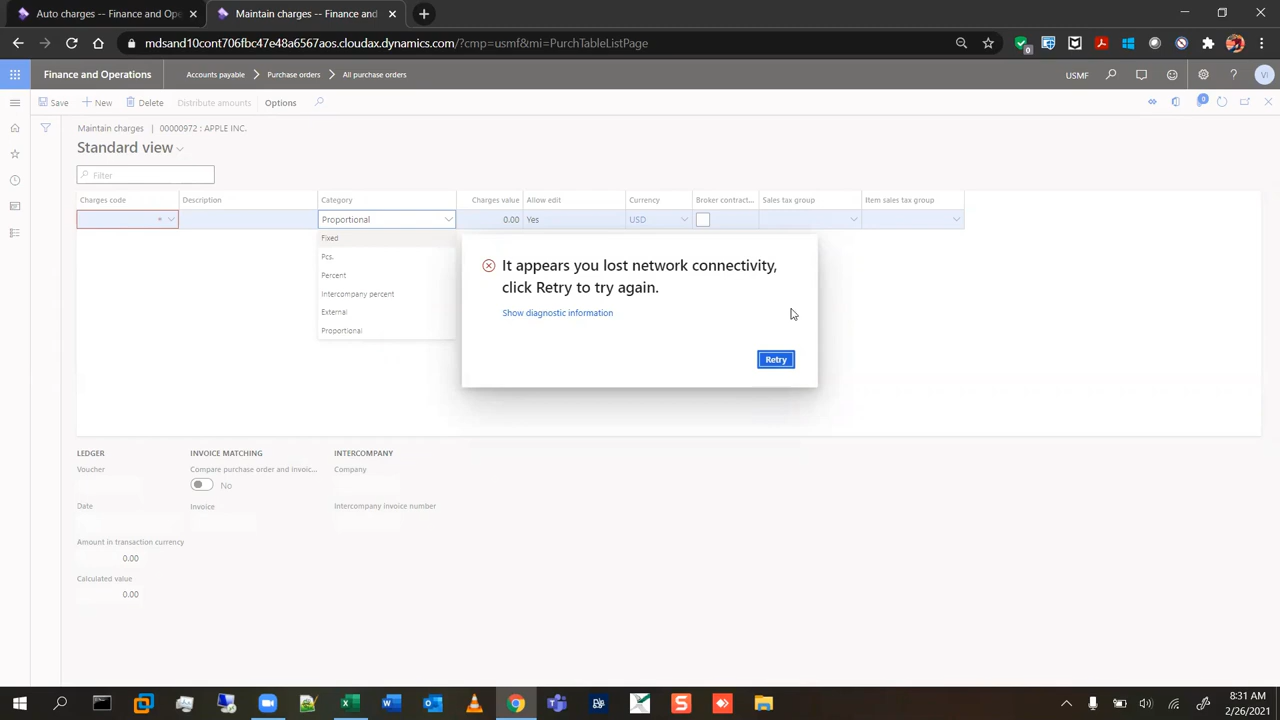 Auto charges - Finance and Ope
Maintain charges - Finance and
mdsand10cont706fb47e48a6567aos.cloudax.dynamics.com/?cmp=usmf&mi=PurchTableListPage
0
Finance and Operations
Accounts payable
Purchase orders
All purchase orders
USMF
VI
Save
New
Delete
Distribute amounts
Options
0
Maintain charges | 00000972 : APPLE INC.
Standard view
Filter
Charges code
Description
Category
Charges value
Allow edit
Currency
Broker contract...
Sales tax group
Item sales tax group
*
Proportional
0.00
Yes
USD
Fixed
Pcs.
Percent
Intercompany percent
External
Proportional
It appears you lost network connectivity,
click Retry to try again.
Show diagnostic information
Retry
LEDGER
INVOICE MATCHING
INTERCOMPANY
Voucher
Compare purchase order and invoic...
Company
No
Date
Invoice
Intercompany invoice number
Amount in transaction currency
0.00
Calculated value
0.00
8:31 AM
2/26/2021